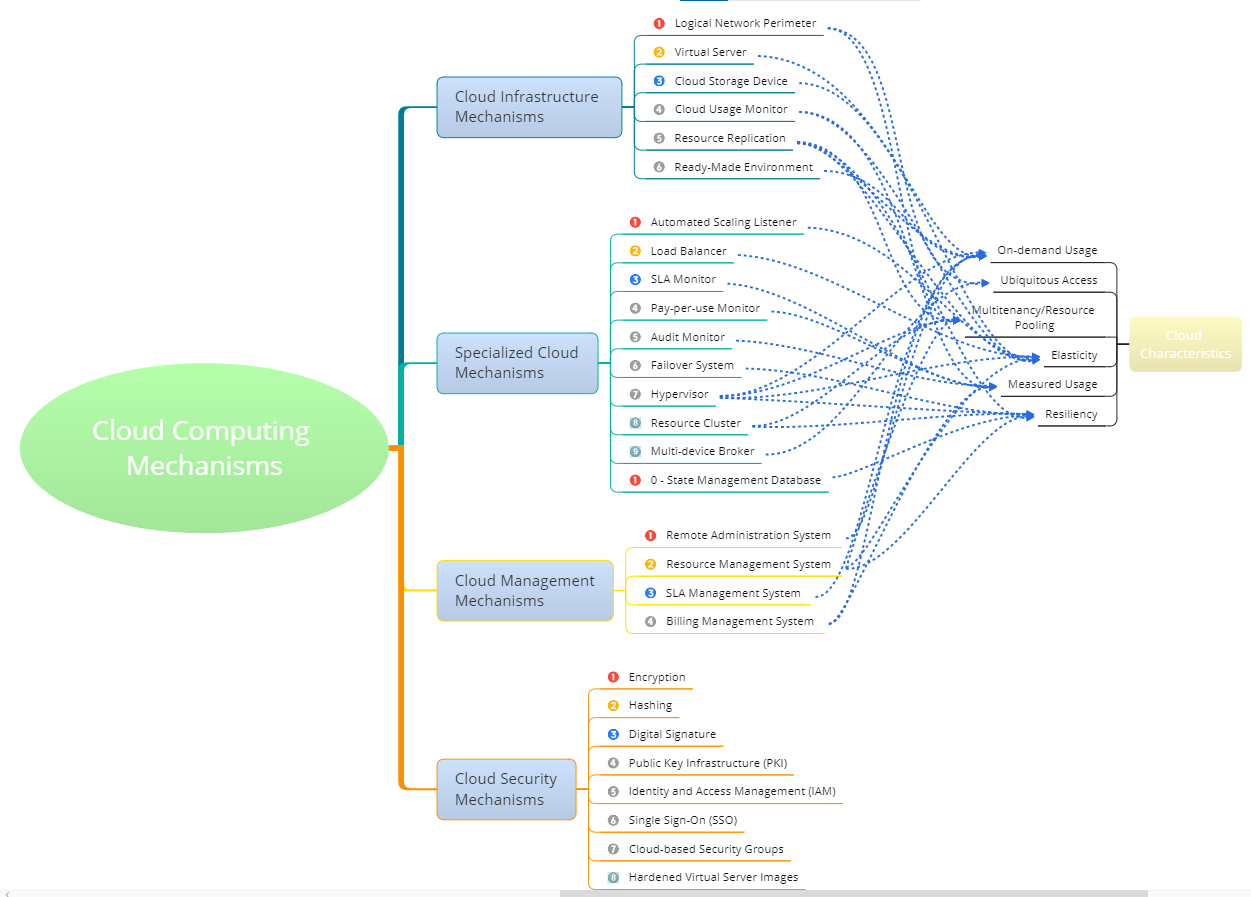 Cloud Computing
Mechanisms
Cloud Infrastructure
Mechanisms
1 Logical Network Perimeter
2 Virtual Server
3 Cloud Storage Device
4 Cloud Usage Monitor
5 Resource Replication
6 Ready-Made Environment
Specialized Cloud
Mechanisms
1 Automated Scaling Listener
2 Load Balancer
3 SLA Monitor
4 Pay-per-use Monitor
5 Audit Monitor
6 Failover System
7 Hypervisor
8 Resource Cluster
9 Multi-device Broker
1 0 - State Management Database
Cloud Management
Mechanisms
1 Remote Administration System
2 Resource Management System
3 SLA Management System
4 Billing Management System
Cloud Security
Mechanisms
1 Encryption
2 Hashing
3 Digital Signature
4 Public Key Infrastructure (PKI)
5 Identity and Access Management (IAM)
6 Single Sign-On (SSO)
7 Cloud-based Security Groups
8 Hardened Virtual Server Images
On-demand Usage
Ubiquitous Access
Multitenancy/Resource
Pooling
Elasticity
Measured Usage
Resiliency
Cloud
Characteristics